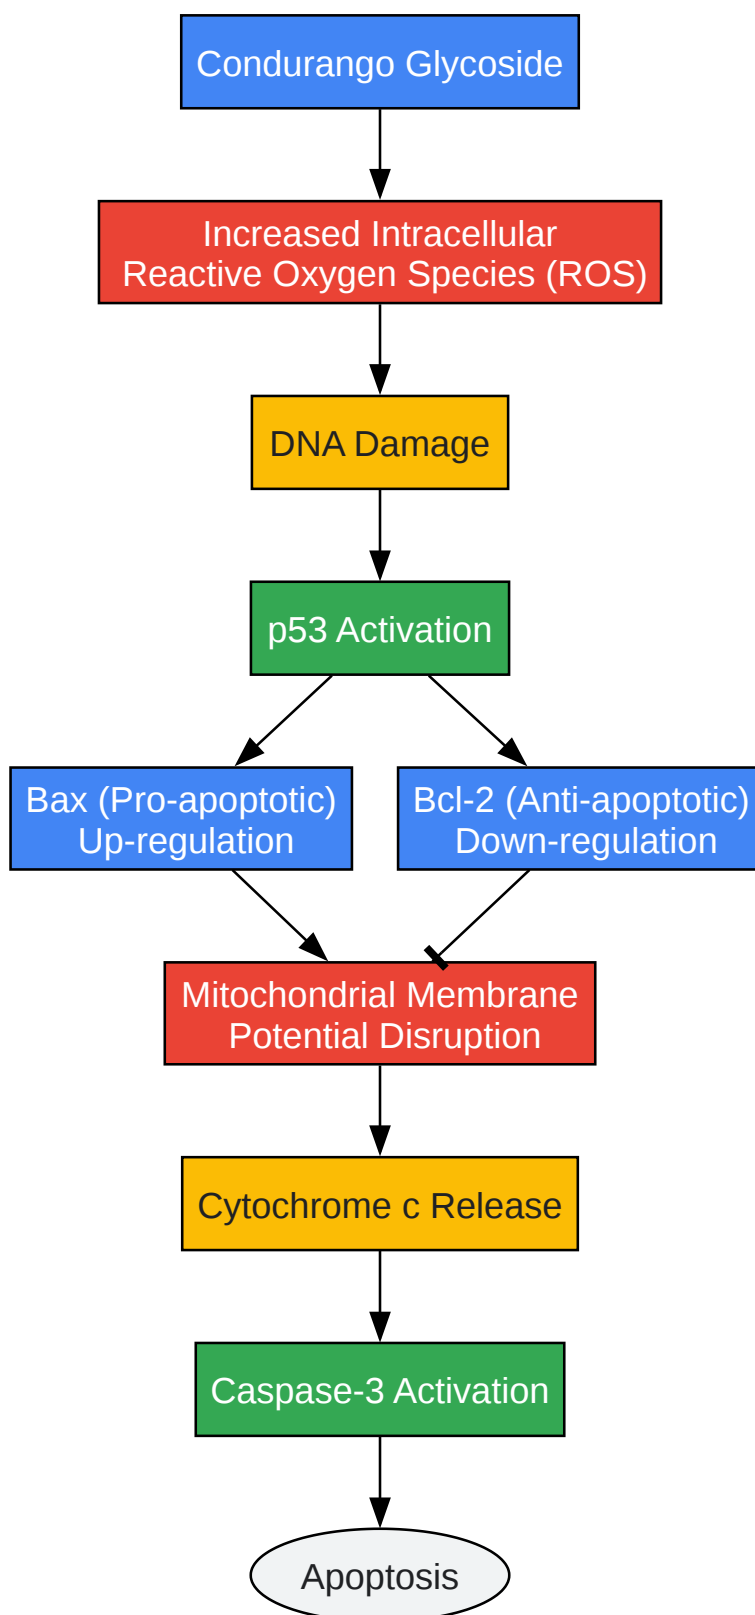 Condurango Glycoside
Increased Intracellular
Reactive Oxygen Species (ROS)
DNA Damage
p53 Activation
Bax (Pro-apoptotic)
Up-regulation
Bcl-2 (Anti-apoptotic)
Down-regulation
Mitochondrial Membrane
Potential Disruption
Cytochrome c Release
Caspase-3 Activation
Apoptosis